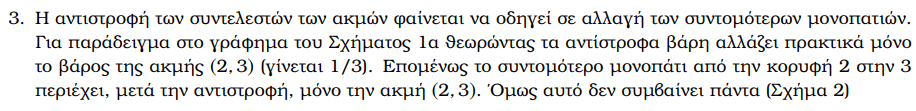 3. Η αντιστροφή των συντελεστών των ακμών φαίνεται να οδηγεί σε αλλαγή των συντομότερων μονοπατιών.
Για παράδειγμα στο γράφημα του Σχήματος 1α θεωρώντας τα αντίστροφα βάρη αλλάζει πρακτικά μόνο
το βάρος της ακμής (2, 3) (γίνεται 1/3). Επομένως το συντομότερο μονοπάτι από την κορυφή 2 στην 3
περιέχει, μετά την αντιστροφή, μόνο την ακμή (2, 3). Όμως αυτό δεν συμβαίνει πάντα (Σχήμα 2)